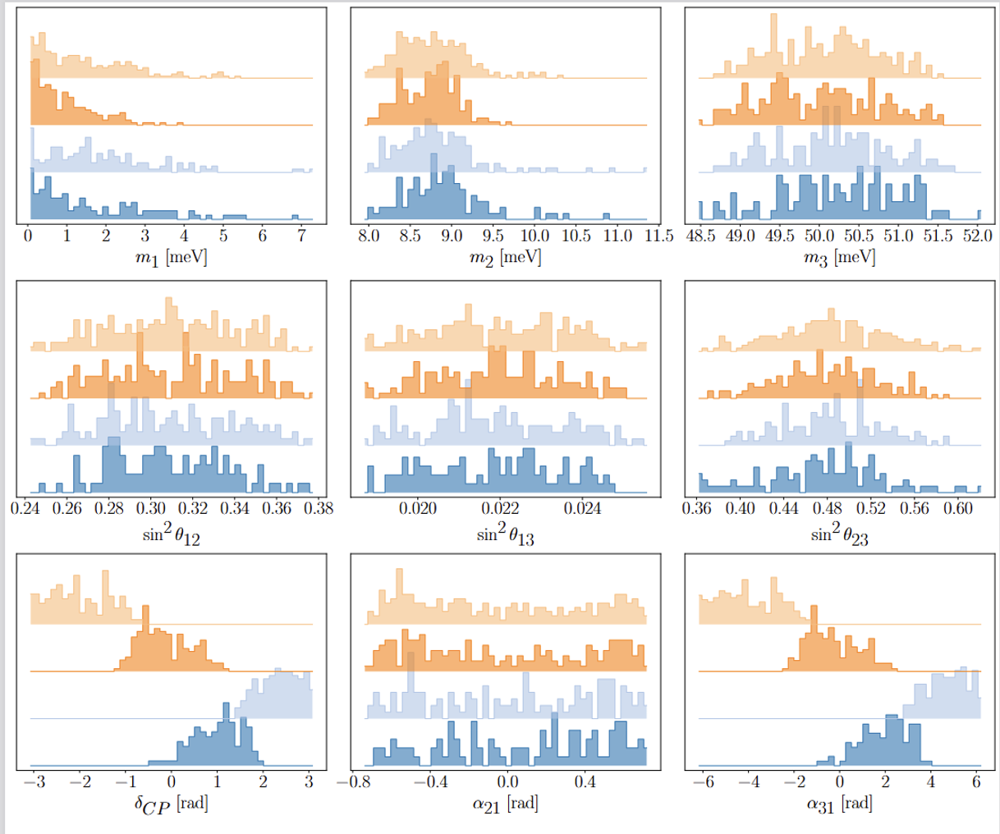 0 1 2 3 4 5 6 7
m₁ [meV]
8.0 8.5 9.0 9.5 10.0 10.5 11.0 11.5
m₂ [meV]
48.5 49.0 49.5 50.0 50.5 51.0 51.5 52.0
m₃ [meV]
0.24 0.26 0.28 0.30 0.32 0.34 0.36 0.38
sin² θ₁₂
0.020 0.022 0.024
sin² θ₁₃
0.36 0.40 0.44 0.48 0.52 0.56 0.60
sin² θ₂₃
−3 −2 −1 0 1 2 3
δ_CP [rad]
−0.8 −0.4 0.0 0.4
α₂₁ [rad]
−6 −4 −2 0 2 4 6
α₃₁ [rad]